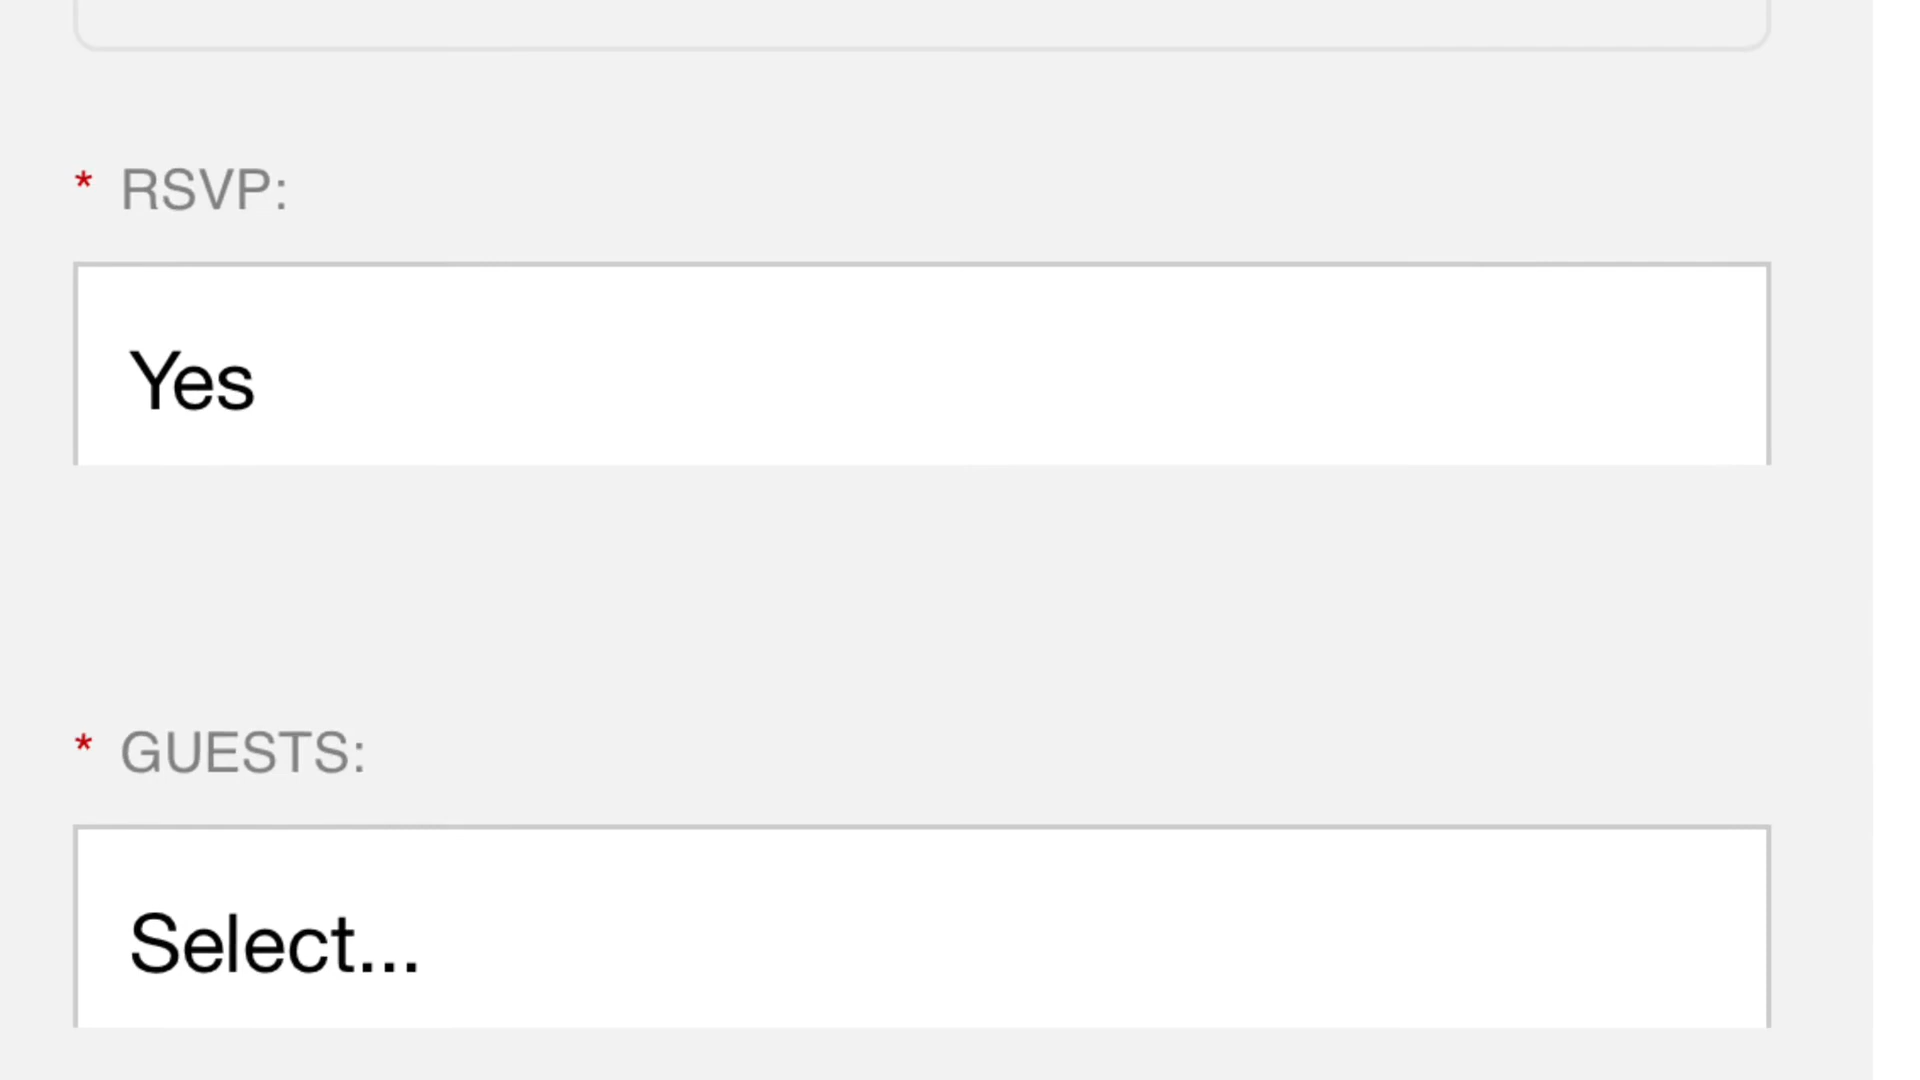 * RSVP:
Yes
* GUESTS:
Select...